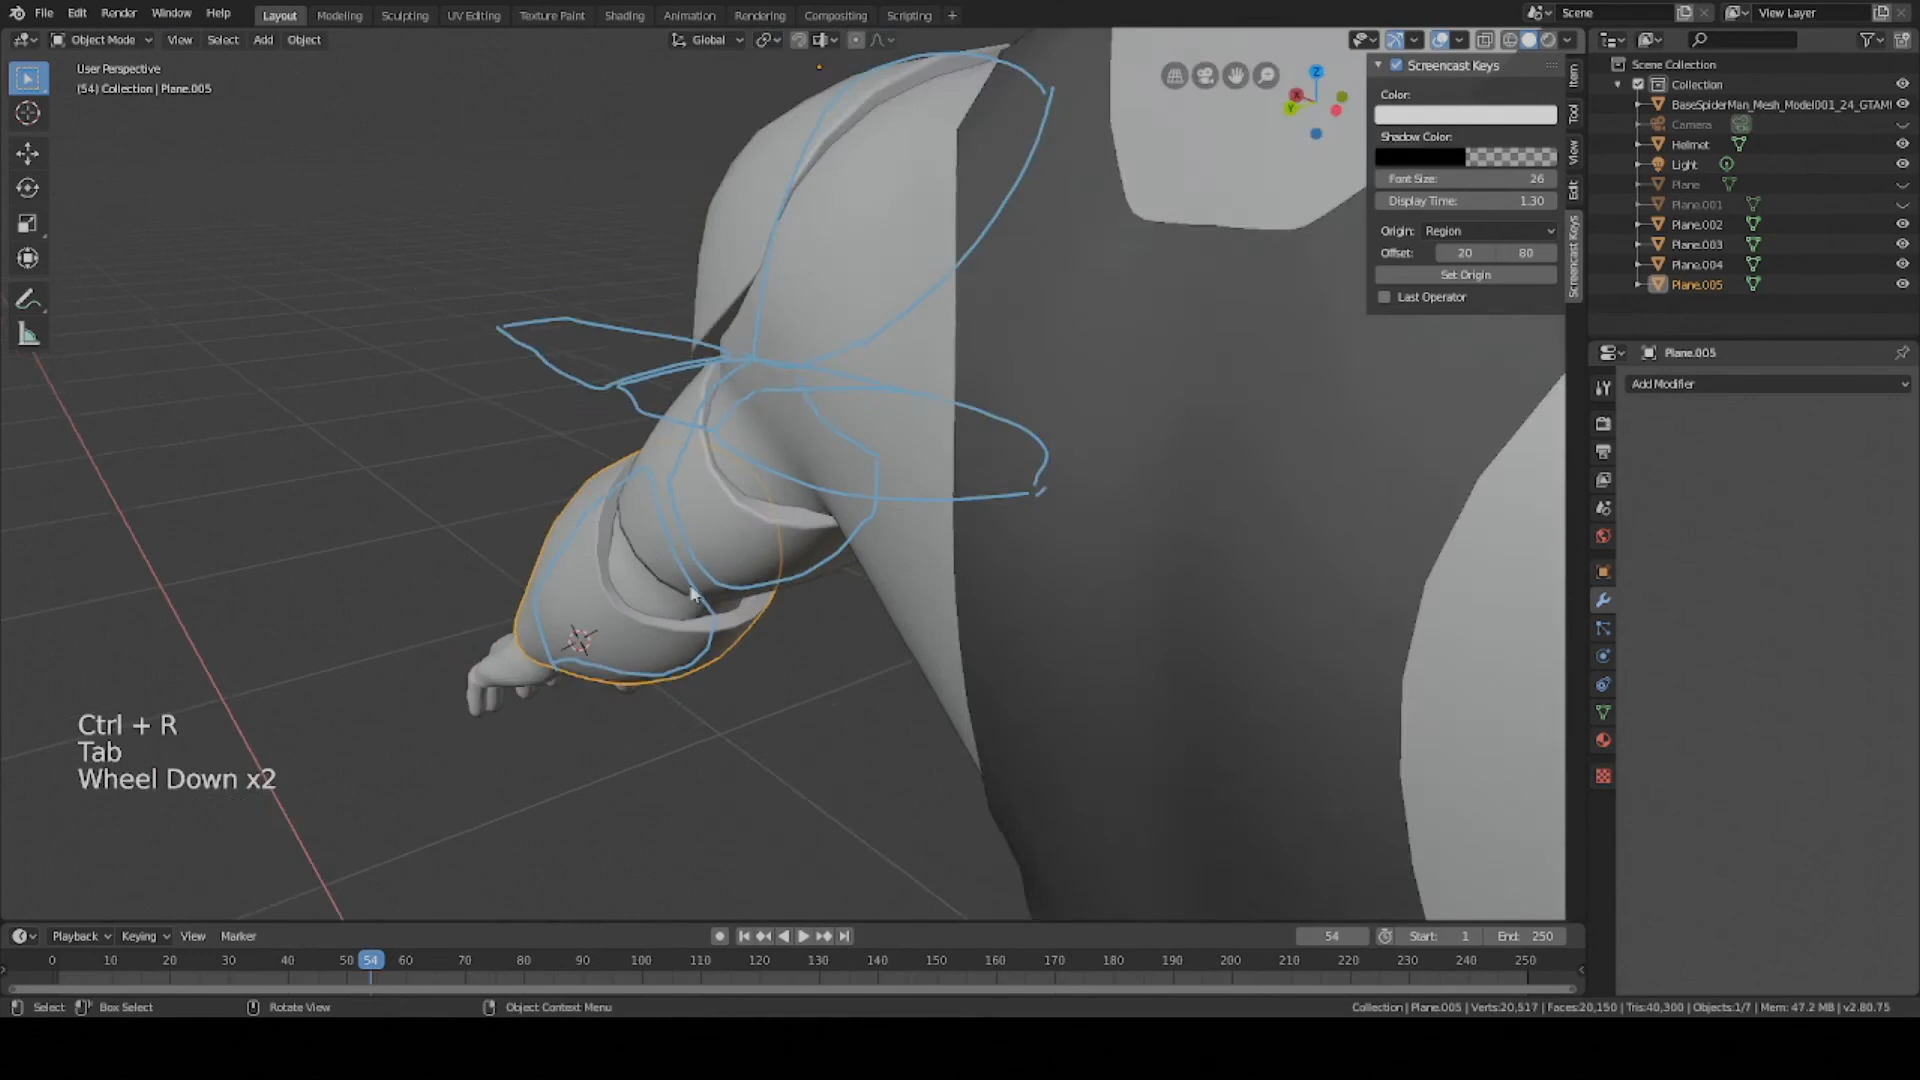 File Edit Render Window Help Layout Modeling Sculpting UV Editing Texture Paint Shading Animation Rendering Compositing Scripting + Scene View Layer
Object Mode View Select Add Object Global
User Perspective
(54) Collection | Plane.005
Screencast Keys
Color:
Shadow Color:
Font Size: 26
Display Time: 1.30
Origin: Region
Offset: 20 80
Set Origin
Last Operator
Item
Tool
View
Edit
Screencast Keys
Z
X
Y
Scene Collection
Collection
BaseSpiderMan_Mesh_Model001_24_GTAM
Camera
Helmet
Light
Plane
Plane.001
Plane.002
Plane.003
Plane.004
Plane.005
Plane.005
Add Modifier
Ctrl + R
Tab
Wheel Down x2
Playback Keying View Marker 54 Start: 1 End: 250
0 10 20 30 40 50 54 60 70 80 90 100 110 120 130 140 150 160 170 180 190 200 210 220 230 240 250
Select Box Select Rotate View Object Context Menu Collection | Plane.005 | Verts:20,517 | Faces:20,150 | Tris:40,300 | Objects:1/7 | Mem: 47.2 MB | v2.80.75